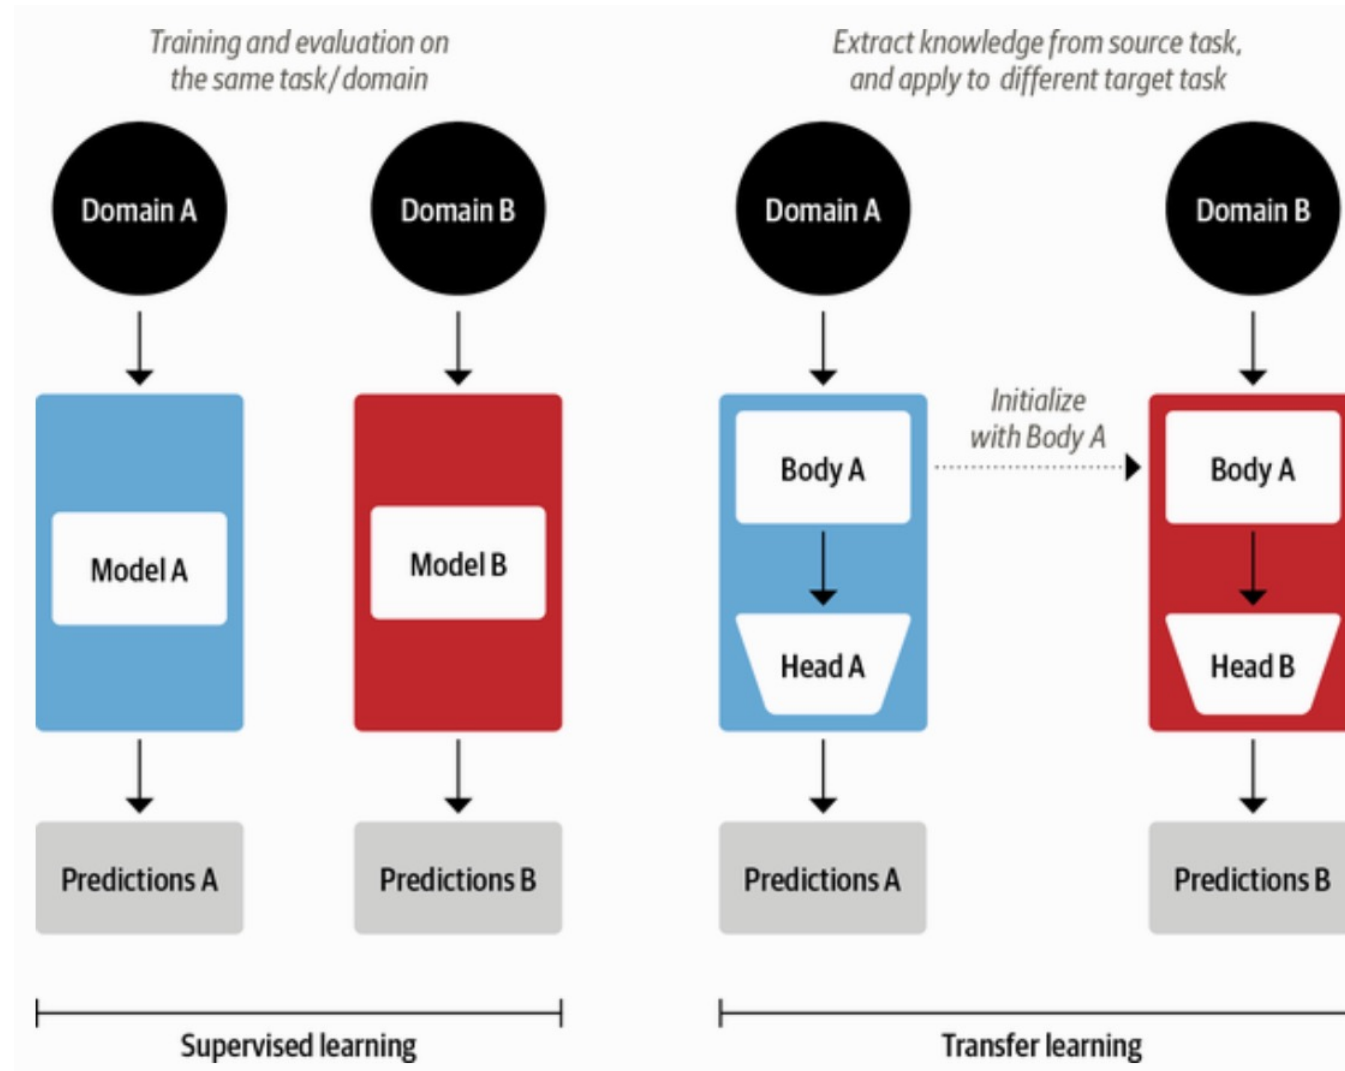 Training and evaluation on
the same task/domain
Extract knowledge from source task,
and apply to different target task
Domain A
Domain B
Domain A
Domain B
Initialize
with Body A
Model A
Model B
Body A
Body A
Head A
Head B
Predictions A
Predictions B
Predictions A
Predictions B
Supervised learning
Transfer learning